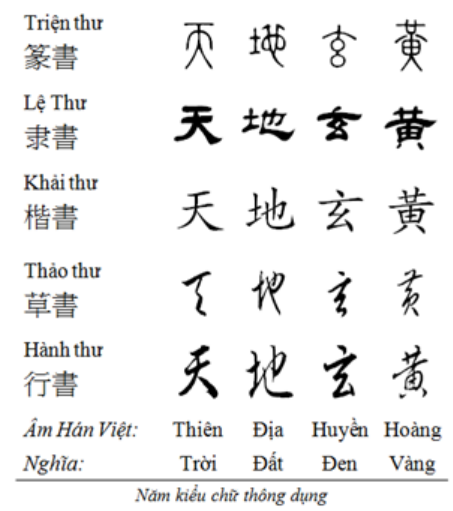 Triện thư
篆書 天 地 玄 黃
Lệ Thư
隶書 天 地 玄 黃
Khải thư
楷書 天 地 玄 黃
Thảo thư
草書 天 地 玄 黃
Hành thư
行書 天 地 玄 黃
Âm Hán Việt: Thiên Địa Huyền Hoàng
Nghĩa: Trời Đất Đen Vàng
Năm kiểu chữ thông dụng